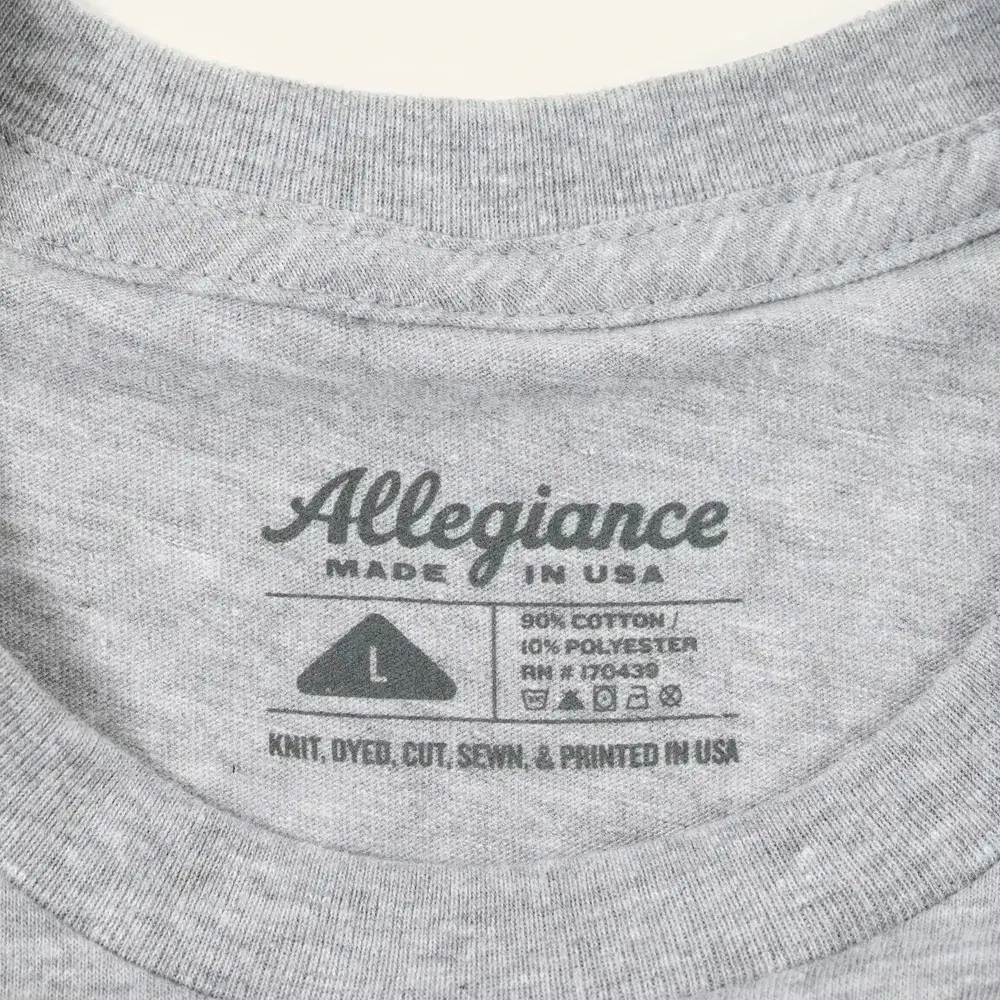 Allegiance
MADE IN USA
L
90% COTTON /
10% POLYESTER
RN # 170439
KNIT, DYED, CUT, SEWN, & PRINTED IN USA